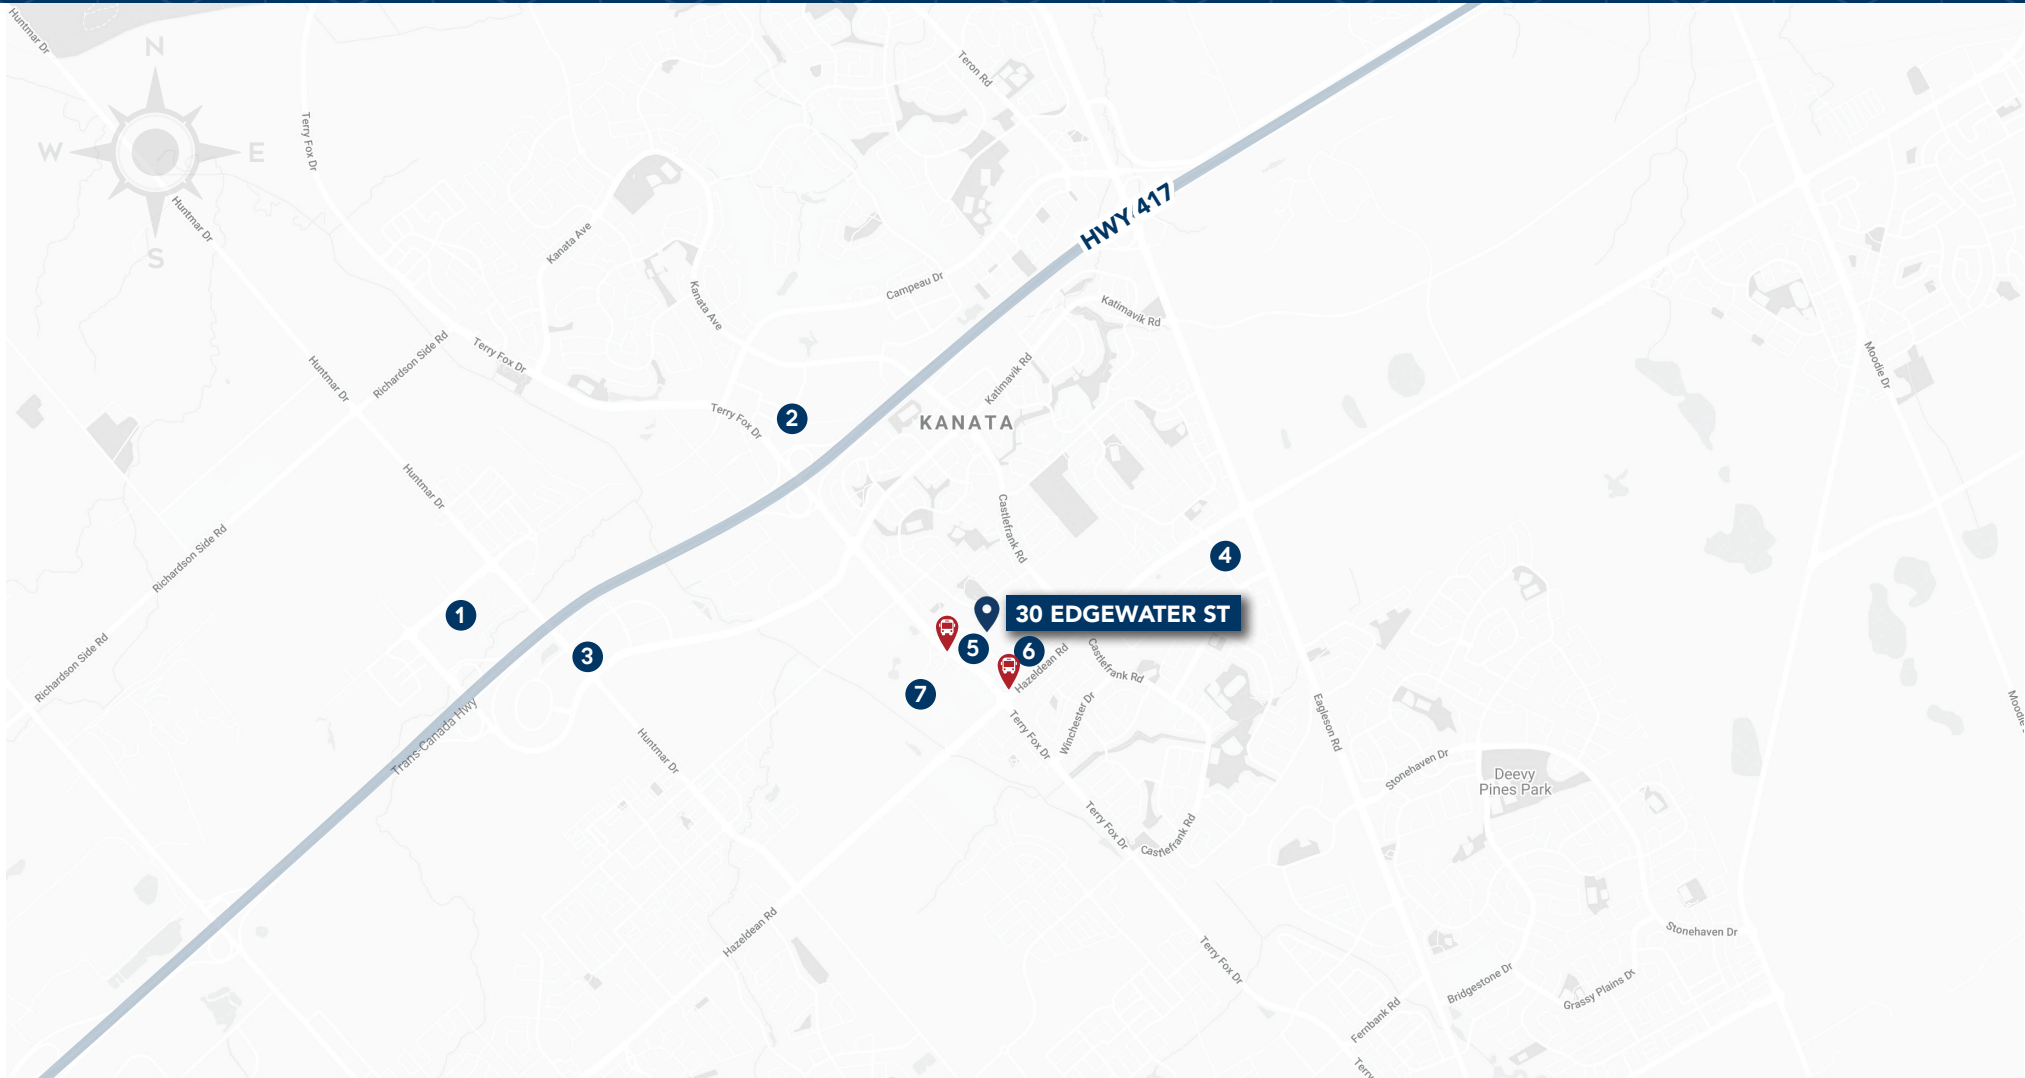 Huntmar Dr
N
W
E
S
Terry Fox Dr
Teron Rd
Huntmar Dr
HWY 417
Kanata Ave
Kanata Ave
Campeau Dr
Katimavik Rd
Richardson Side Rd
Terry Fox Dr
Huntmar Dr
Katimavik Rd
Moodie Dr
Terry Fox Dr
2
KANATA
Huntmar Dr
Castlefrank Rd
Richardson Side Rd
4
1
30 EDGEWATER ST
3
5
6
Hazeldean Rd
Castlefrank Rd
Richardson Side Rd
7
Winchester Dr
Eagleson Rd
Moodie
Trans-Canada Hwy
Huntmar Dr
Terry Fox Dr
Stonehaven Dr
Deevy
Pines Park
Terry Fox Dr
Castlefrank Rd
Hazeldean Rd
Stonehaven Dr
Terry Fox Dr
Bridgestone Dr
Grassy Plains Dr
Fernbank Rd
Terry